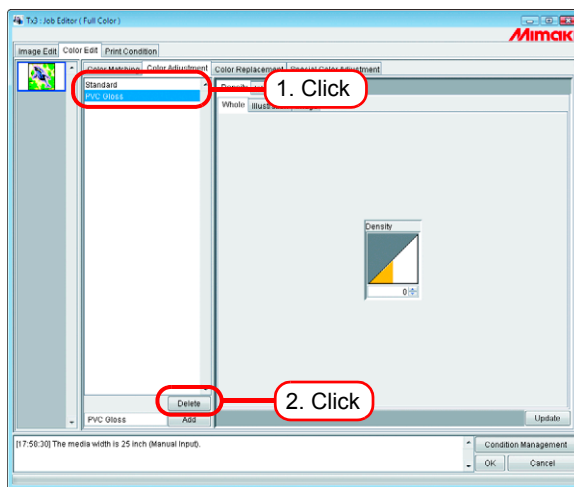 Tx3 : Job Editor ( Full Color )
Mimaki
Image Edit Color Edit Print Condition
Color Matching Color Adjustment Color Replacement Special Color Adjustment
Standard
PVC Gloss
1. Click
Density
Whole
Density
0
Delete
2. Click
PVC Gloss Add
Update
[17:58:30] The media width is 25 inch (Manual Input).
Condition Management
OK Cancel